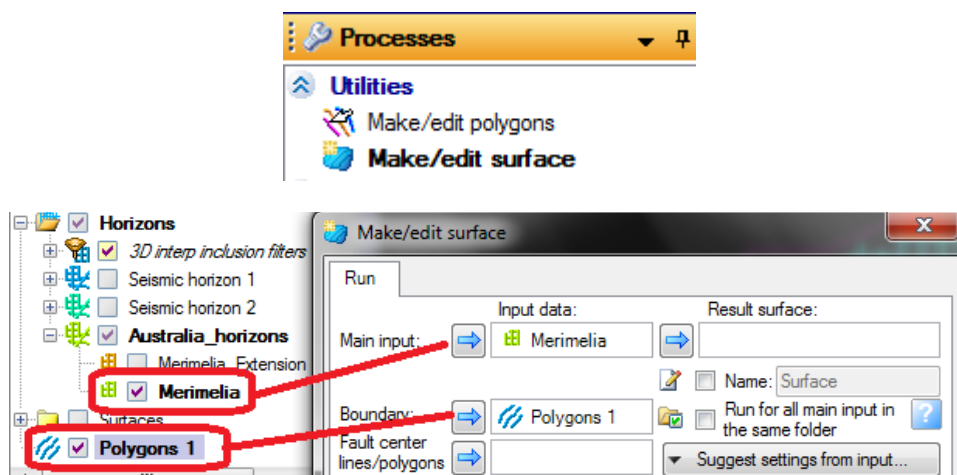 Processes
Utilities
Make/edit polygons
Make/edit surface
Horizons
3D interp inclusion filters
Seismic horizon 1
Seismic horizon 2
Australia_horizons
Merimelia_Extension
Merimelia
Surfaces
Polygons 1
Make/edit surface
Run
Input data: Result surface:
Main input: Merimelia
Name: Surface
Boundary: Polygons 1
Run for all main input in
the same folder
Fault center
lines/polygons
Suggest settings from input...